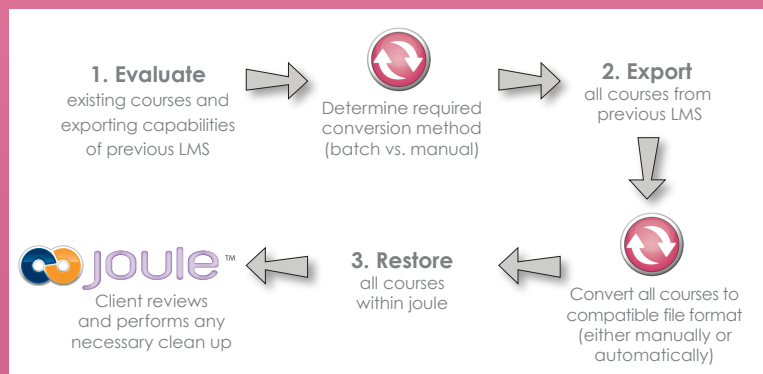 1. Evaluate
existing courses and
exporting capabilities
of previous LMS
Determine required
conversion method
(batch vs. manual)
2. Export
all courses from
previous LMS
Convert all courses to
compatible file format
(either manually or
automatically)
3. Restore
all courses
within joule
joule™
Client reviews
and performs any
necessary clean up